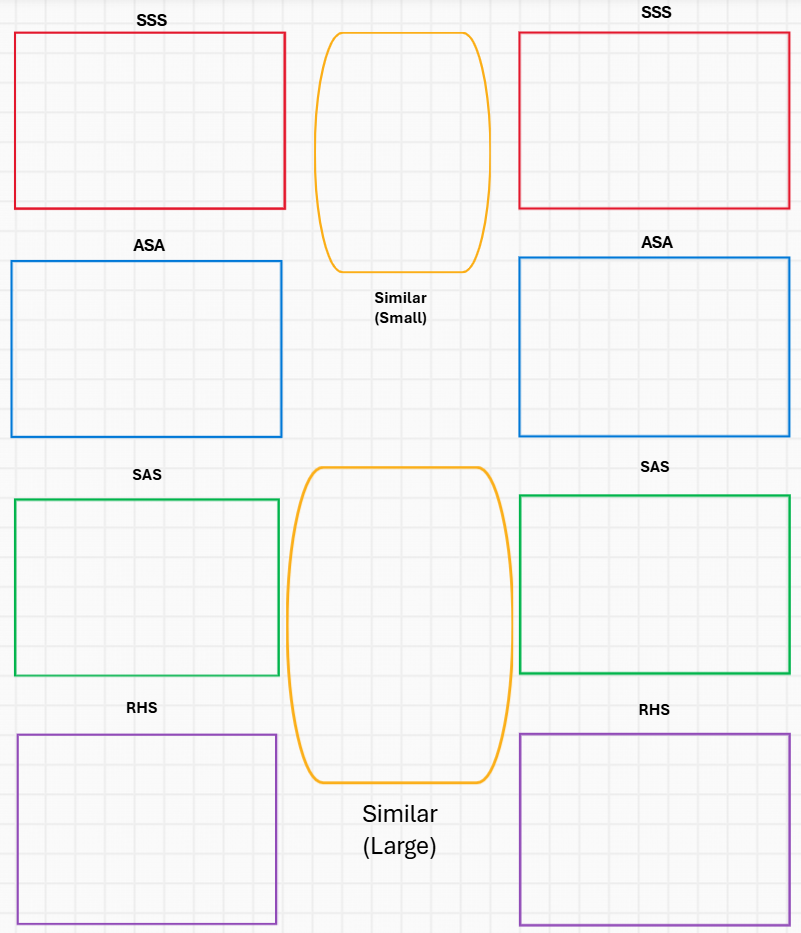 SSS
SSS
ASA
ASA
Similar
(Small)
SAS
SAS
RHS
RHS
Similar
(Large)